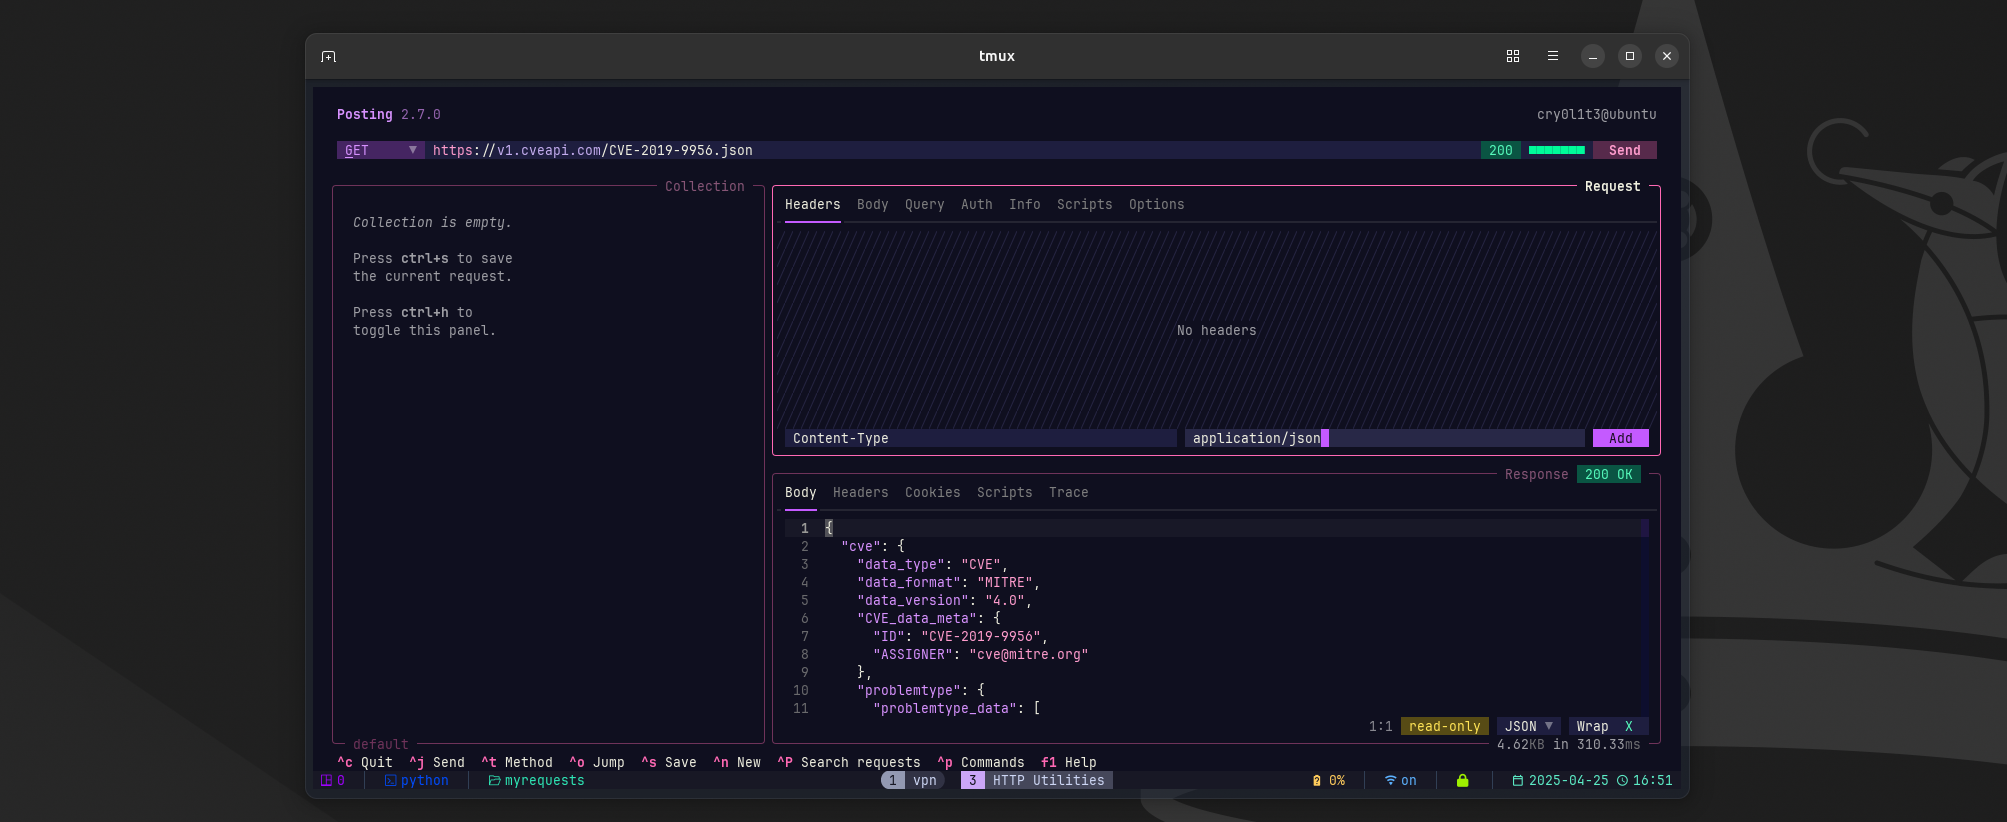 tmux
Posting 2.7.0 cry0l1t3@ubuntu
GET ▼ https://v1.cveapi.com/CVE-2019-9956.json 200 Send
Collection
Collection is empty.
Press ctrl+s to save
the current request.
Press ctrl+h to
toggle this panel.
default
Request
Headers Body Query Auth Info Scripts Options
No headers
Content-Type application/json Add
Response 200 OK
Body Headers Cookies Scripts Trace
1 {
2 "cve": {
3 "data_type": "CVE",
4 "data_format": "MITRE",
5 "data_version": "4.0",
6 "CVE_data_meta": {
7 "ID": "CVE-2019-9956",
8 "ASSIGNER": "cve@mitre.org"
9 },
10 "problemtype": {
11 "problemtype_data": [
1:1 read-only JSON ▼ Wrap X
4.62KB in 310.33ms
^c Quit ^j Send ^t Method ^o Jump ^s Save ^n New ^P Search requests ^p Commands f1 Help
0 python myrequests 1 vpn 3 HTTP Utilities 0% on 2025-04-25 16:51